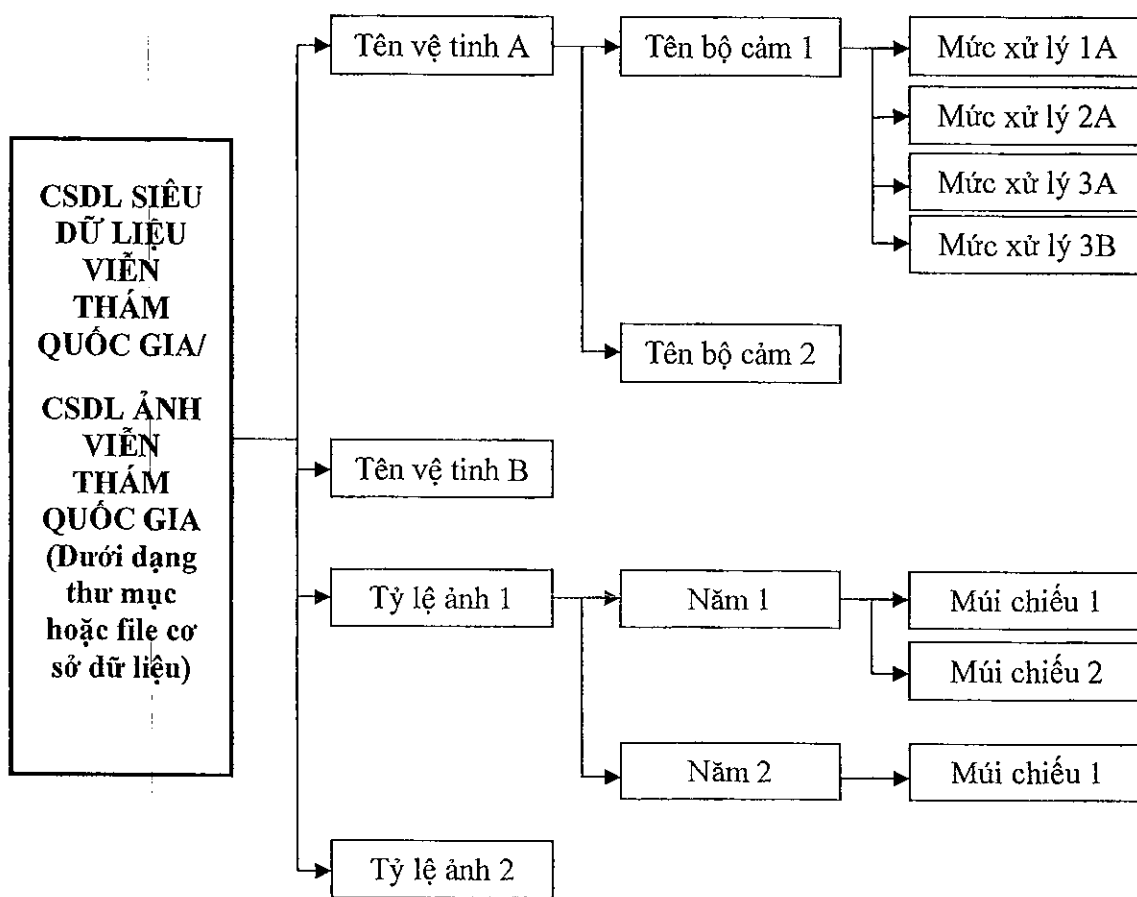 CSDL SIÊU
DỮ LIỆU
VIỄN
THÁM
QUỐC GIA/
CSDL ẢNH
VIỄN
THÁM
QUỐC GIA
(Dưới dạng
thư mục
hoặc file cơ
sở dữ liệu)
Tên vệ tinh A
Tên bộ cảm 1
Mức xử lý 1A
Mức xử lý 2A
Mức xử lý 3A
Mức xử lý 3B
Tên bộ cảm 2
Tên vệ tinh B
Tỷ lệ ảnh 1
Năm 1
Múi chiếu 1
Múi chiếu 2
Năm 2
Múi chiếu 1
Tỷ lệ ảnh 2